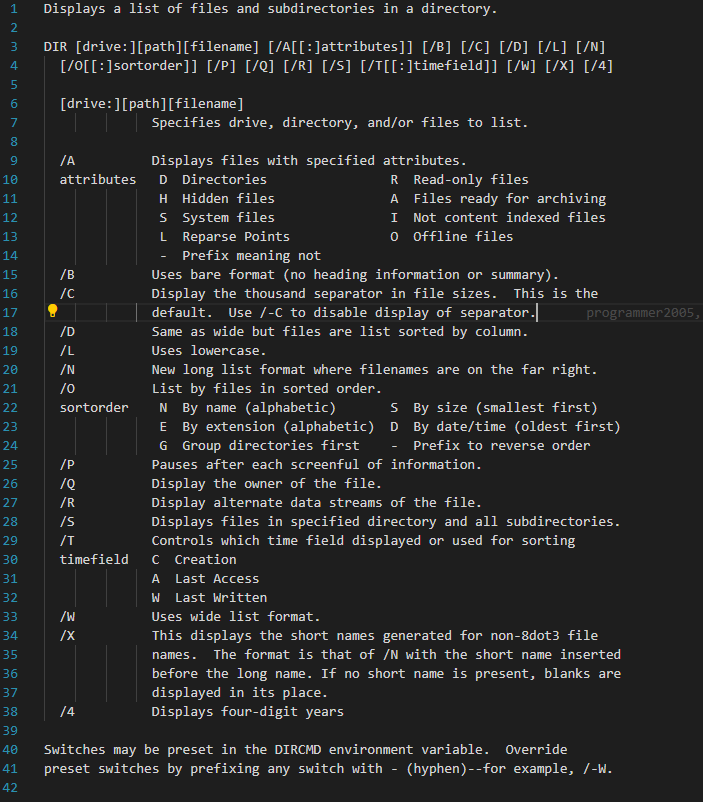 1 Displays a list of files and subdirectories in a directory.
2
3 DIR [drive:][path][filename] [/A[[:]attributes]] [/B] [/C] [/D] [/L] [/N]
4   [/O[[:]sortorder]] [/P] [/Q] [/R] [/S] [/T[[:]timefield]] [/W] [/X] [/4]
5
6   [drive:][path][filename]
7               Specifies drive, directory, and/or files to list.
8
9   /A          Displays files with specified attributes.
10   attributes   D  Directories                R  Read-only files
11                H  Hidden files               A  Files ready for archiving
12                S  System files               I  Not content indexed files
13                L  Reparse Points             O  Offline files
14                -  Prefix meaning not
15   /B          Uses bare format (no heading information or summary).
16   /C          Display the thousand separator in file sizes.  This is the
17               default.  Use /-C to disable display of separator. programmer2005,
18   /D          Same as wide but files are list sorted by column.
19   /L          Uses lowercase.
20   /N          New long list format where filenames are on the far right.
21   /O          List by files in sorted order.
22   sortorder    N  By name (alphabetic)       S  By size (smallest first)
23                E  By extension (alphabetic)  D  By date/time (oldest first)
24                G  Group directories first    -  Prefix to reverse order
25   /P          Pauses after each screenful of information.
26   /Q          Display the owner of the file.
27   /R          Display alternate data streams of the file.
28   /S          Displays files in specified directory and all subdirectories.
29   /T          Controls which time field displayed or used for sorting
30   timefield   C  Creation
31               A  Last Access
32               W  Last Written
33   /W          Uses wide list format.
34   /X          This displays the short names generated for non-8dot3 file
35               names.  The format is that of /N with the short name inserted
36               before the long name. If no short name is present, blanks are
37               displayed in its place.
38   /4          Displays four-digit years
39
40 Switches may be preset in the DIRCMD environment variable.  Override
41 preset switches by prefixing any switch with - (hyphen)--for example, /-W.
42